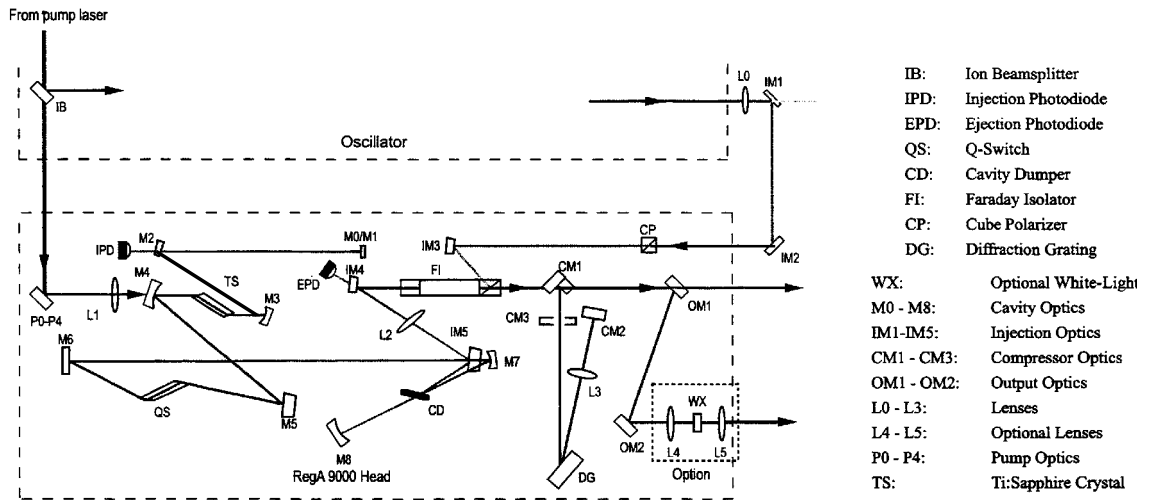 From pump laser
IB
Oscillator
L0
IM1
IM2
CP
IM3
M0/M1
M2
IPD
M4
TS
M3
EPD
IM4
FI
CM1
OM1
P0-P4
L1
L2
IM5
CM3
CM2
M6
M7
L3
QS
M5
CD
WX
OM2
L4
L5
M8
DG
Option
RegA 9000 Head
IB: Ion Beamsplitter
IPD: Injection Photodiode
EPD: Ejection Photodiode
QS: Q-Switch
CD: Cavity Dumper
FI: Faraday Isolator
CP: Cube Polarizer
DG: Diffraction Grating
WX: Optional White-Light
M0 - M8: Cavity Optics
IM1-IM5: Injection Optics
CM1 - CM3: Compressor Optics
OM1 - OM2: Output Optics
L0 - L3: Lenses
L4 - L5: Optional Lenses
P0 - P4: Pump Optics
TS: Ti:Sapphire Crystal